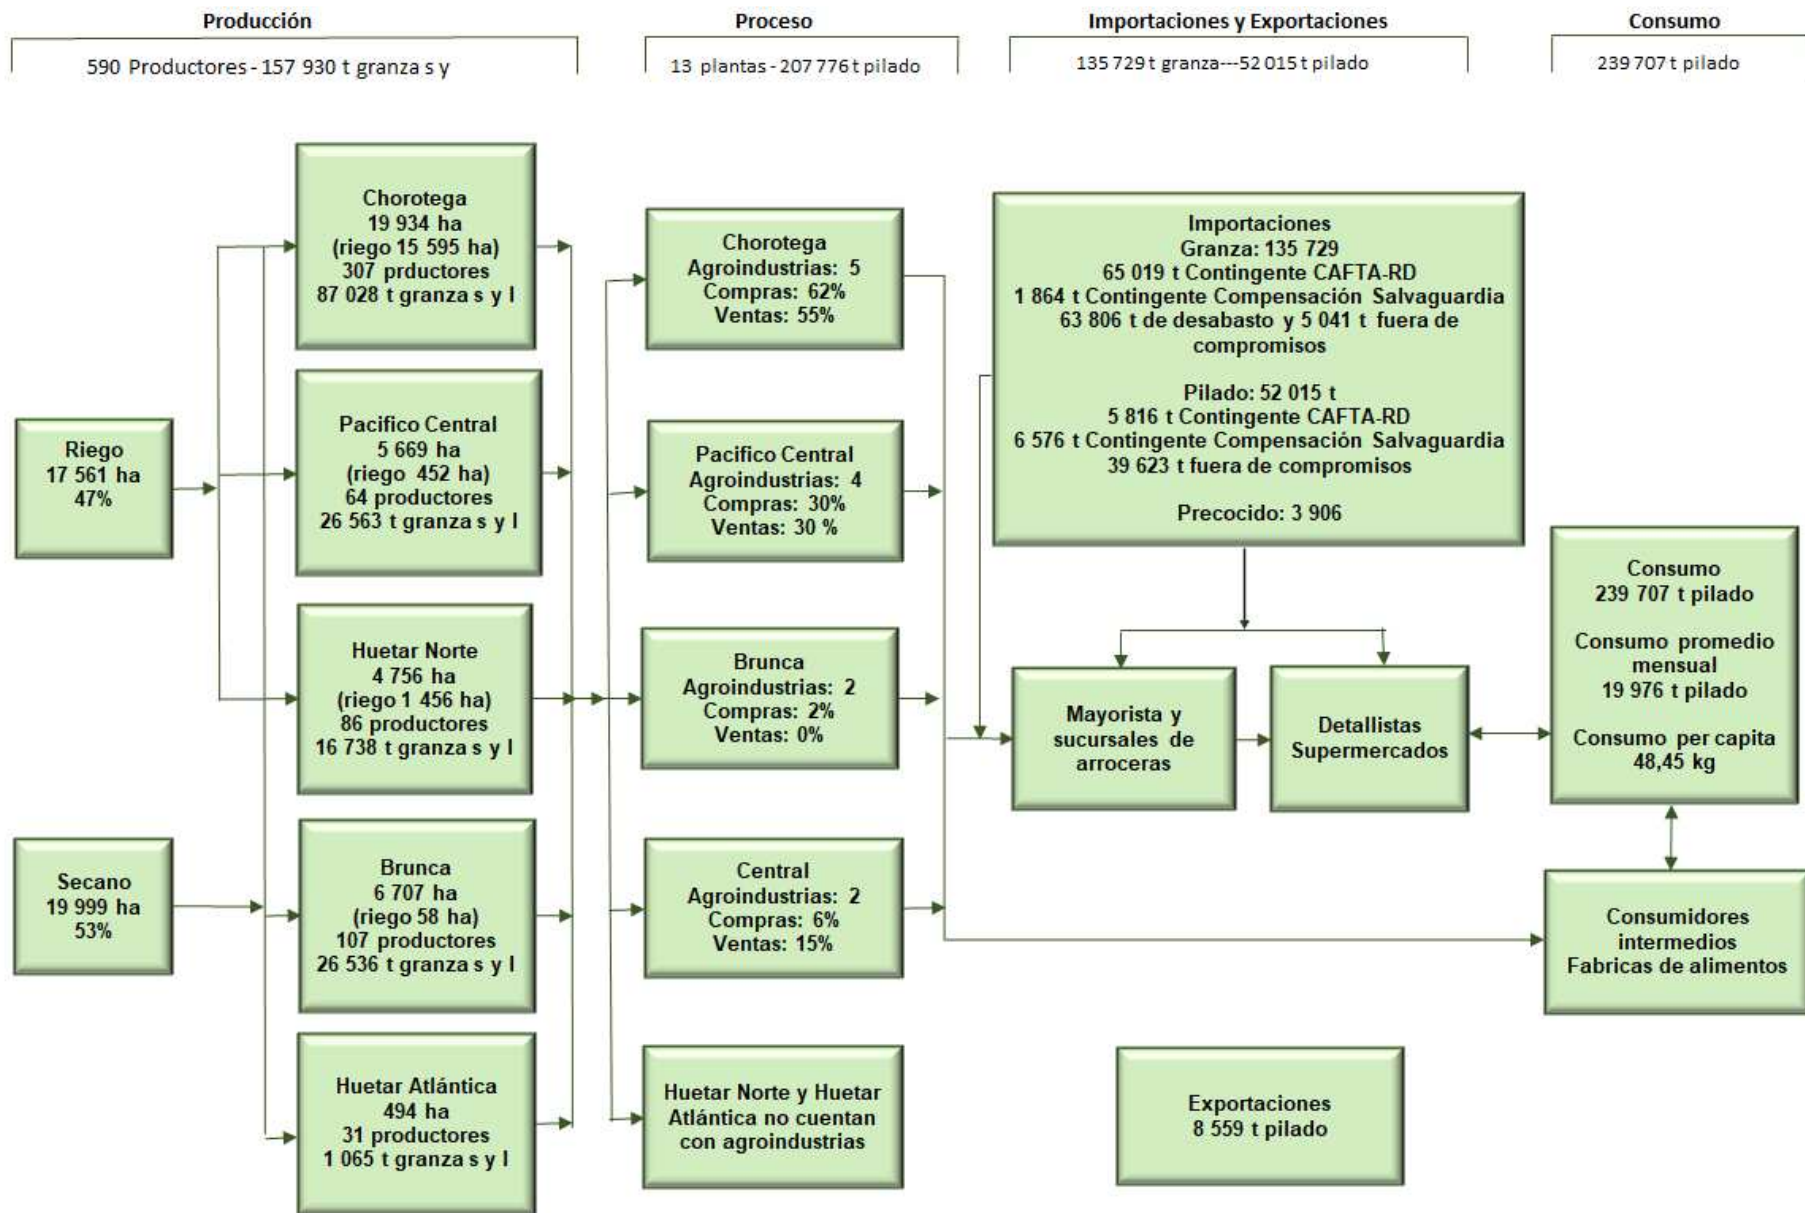 Producción
590 Productores - 157 930 t granza s y
Proceso
13 plantas - 207 776 t pilado
Importaciones y Exportaciones
135 729 t granza---52 015 t pilado
Consumo
239 707 t pilado
Riego
17 561 ha
47%
Secano
19 999 ha
53%
Chorotega
19 934 ha
(riego 15 595 ha)
307 prductores
87 028 t granza s y l
Pacifico Central
5 669 ha
(riego 452 ha)
64 productores
26 563 t granza s y l
Huetar Norte
4 756 ha
(riego 1 456 ha)
86 productores
16 738 t granza s y l
Brunca
6 707 ha
(riego 58 ha)
107 productores
26 536 t granza s y l
Huetar Atlántica
494 ha
31 productores
1 065 t granza s y l
Chorotega
Agroindustrias: 5
Compras: 62%
Ventas: 55%
Pacifico Central
Agroindustrias: 4
Compras: 30%
Ventas: 30 %
Brunca
Agroindustrias: 2
Compras: 2%
Ventas: 0%
Central
Agroindustrias: 2
Compras: 6%
Ventas: 15%
Huetar Norte y Huetar
Atlántica no cuentan
con agroindustrias
Importaciones
Granza: 135 729
65 019 t Contingente CAFTA-RD
1 864 t Contingente Compensación Salvaguardia
63 806 t de desabasto y 5 041 t fuera de
compromisos
Pilado: 52 015 t
5 816 t Contingente CAFTA-RD
6 576 t Contingente Compensación Salvaguardia
39 623 t fuera de compromisos
Precocido: 3 906
Mayorista y
sucursales de
arroceras
Detallistas
Supermercados
Exportaciones
8 559 t pilado
Consumo
239 707 t pilado
Consumo promedio
mensual
19 976 t pilado
Consumo per capita
48,45 kg
Consumidores
intermedios
Fabricas de alimentos